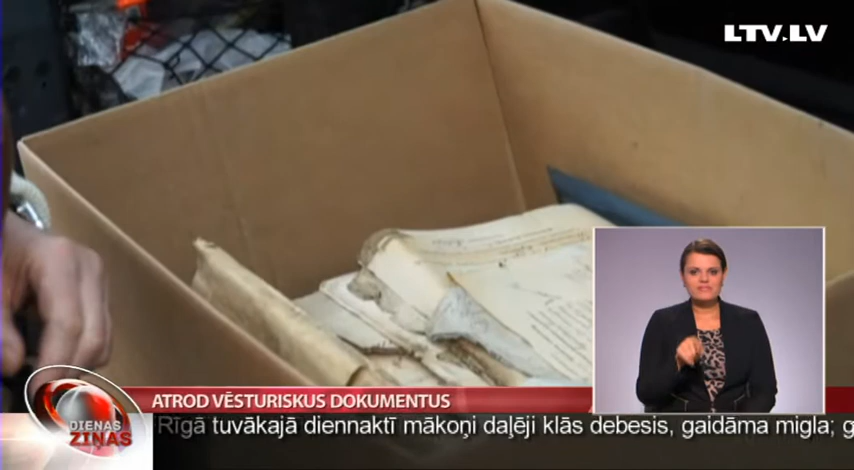 LTV.LV
ATROD VĒSTURISKUS DOKUMENTUS
DIENAS
ZIŅAS
Rīgā tuvākajā diennaktī mākoņi daļēji klās debesis, gaidāma migla; g